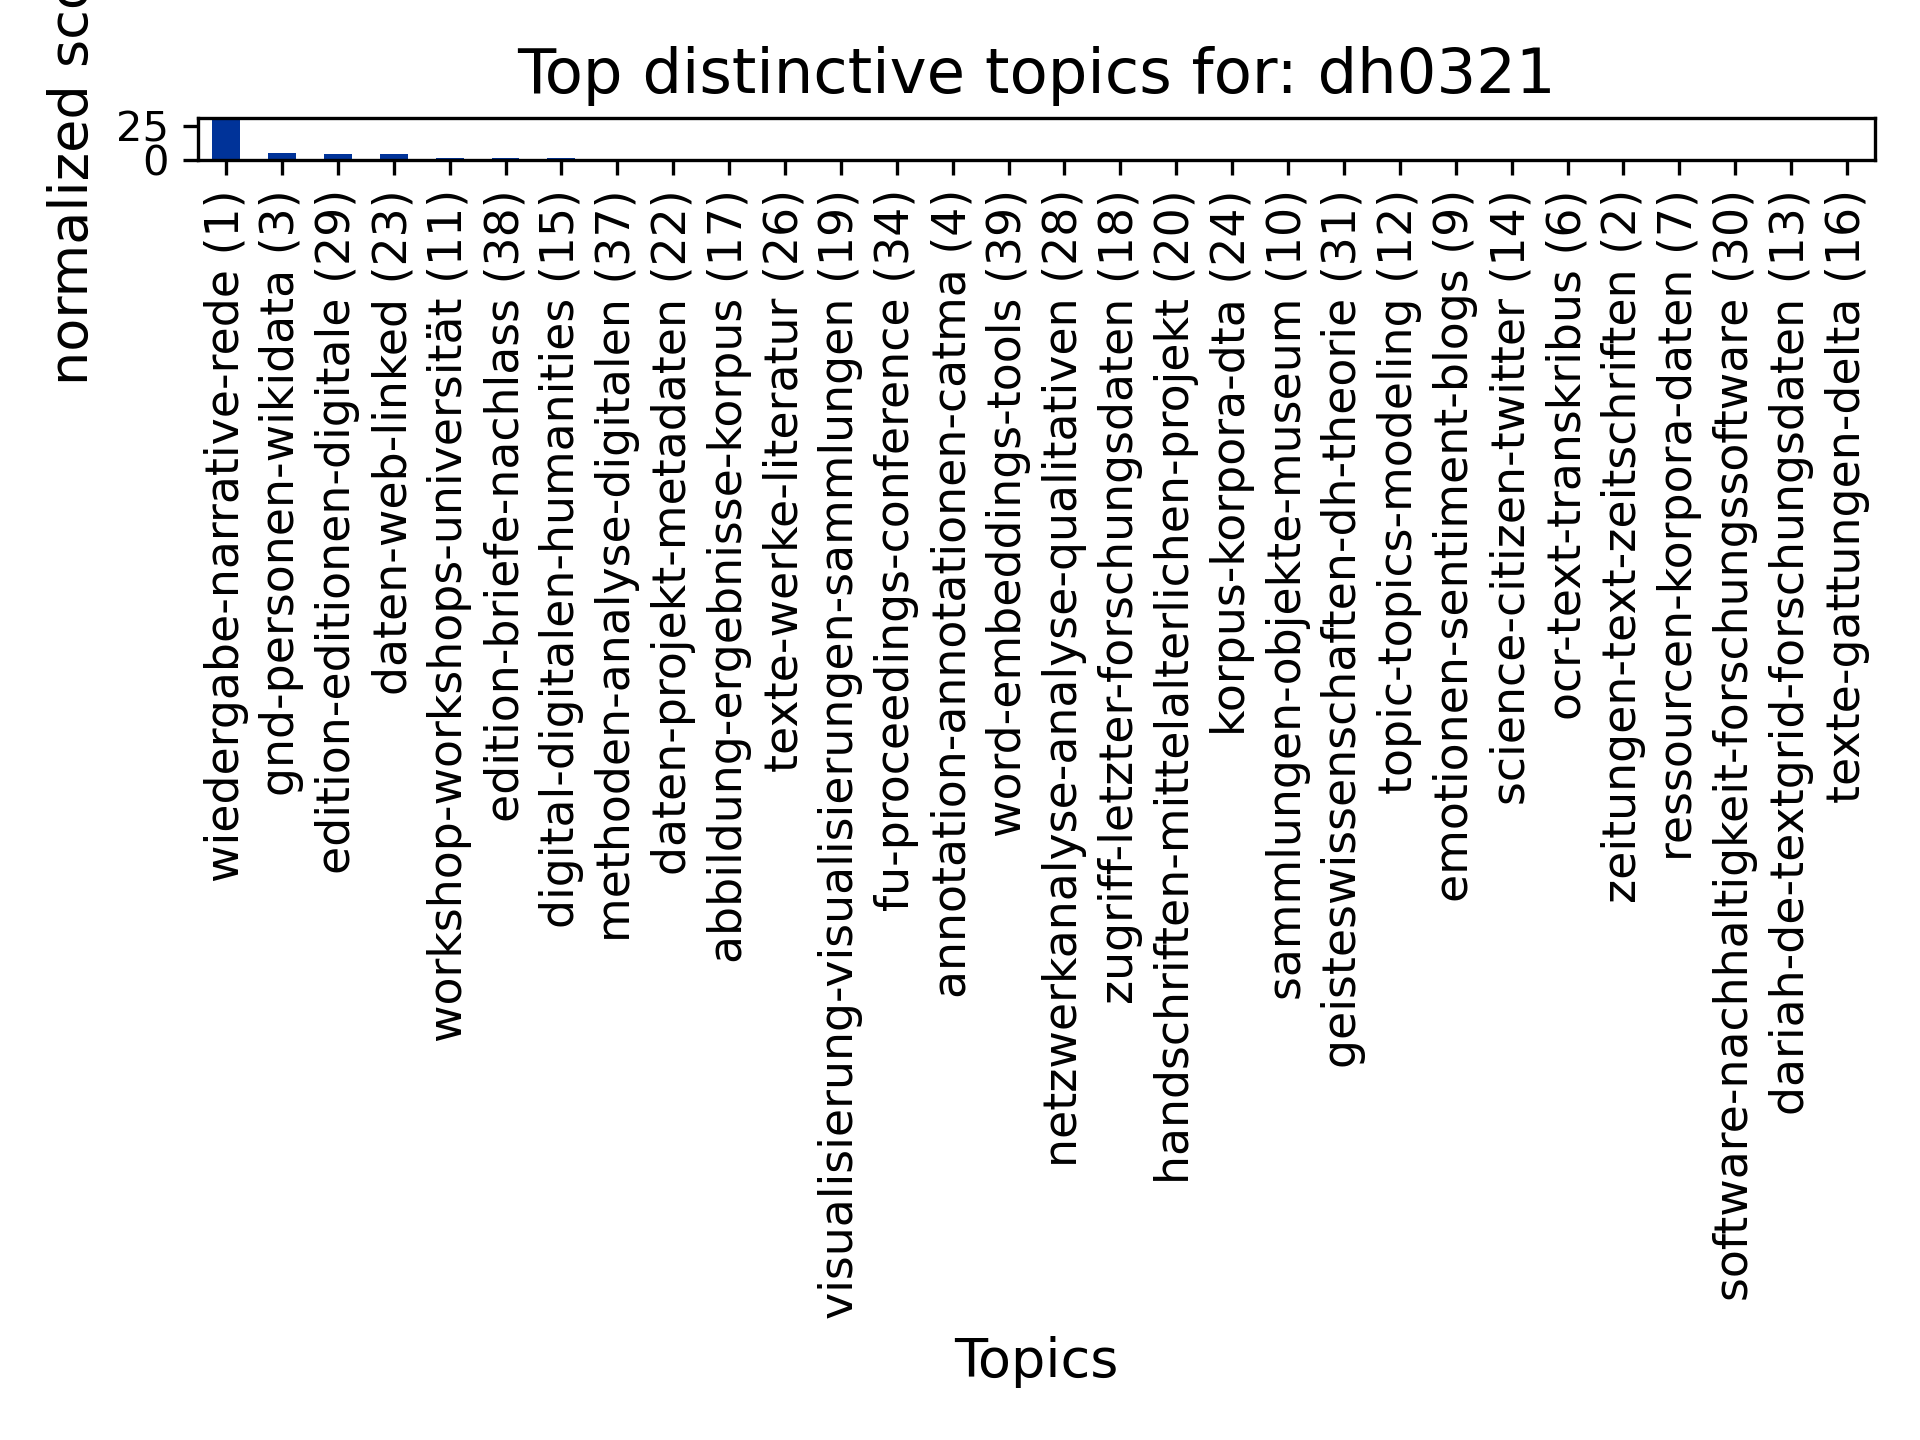 Top distinctive topics for: dh0321
normalized sco
25
0
wiedergabe-narrative-rede (1)
gnd-personen-wikidata (3)
edition-editionen-digitale (29)
daten-web-linked (23)
workshop-workshops-universität (11)
edition-briefe-nachlass (38)
digital-digitalen-humanities (15)
methoden-analyse-digitalen (37)
daten-projekt-metadaten (22)
abbildung-ergebnisse-korpus (17)
texte-werke-literatur (26)
visualisierung-visualisierungen-sammlungen (19)
fu-proceedings-conference (34)
annotation-annotationen-catma (4)
word-embeddings-tools (39)
netzwerkanalyse-analyse-qualitativen (28)
zugriff-letzter-forschungsdaten (18)
handschriften-mittelalterlichen-projekt (20)
korpus-korpora-dta (24)
sammlungen-objekte-museum (10)
geisteswissenschaften-dh-theorie (31)
topic-topics-modeling (12)
emotionen-sentiment-blogs (9)
science-citizen-twitter (14)
ocr-text-transkribus (6)
zeitungen-text-zeitschriften (2)
ressourcen-korpora-daten (7)
software-nachhaltigkeit-forschungssoftware (30)
dariah-de-textgrid-forschungsdaten (13)
texte-gattungen-delta (16)
Topics